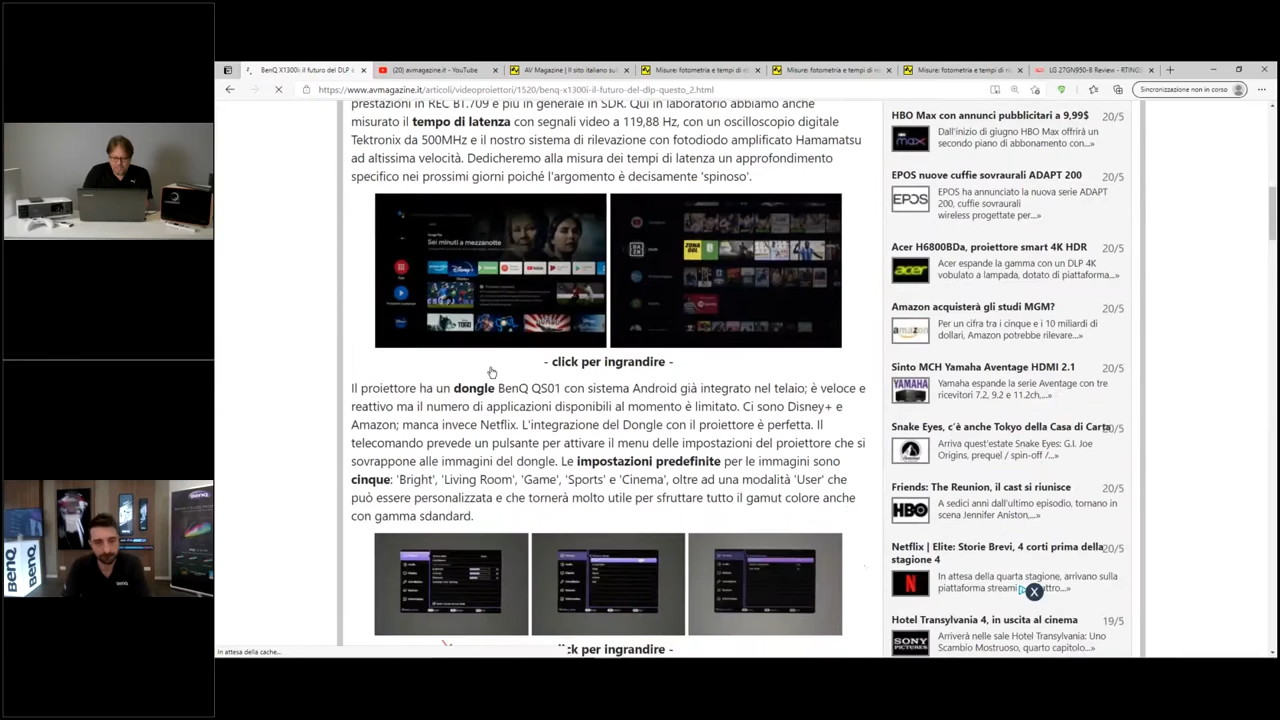 BenQ X1300i: il futuro del DLP è
(20) avmagazine.it - YouTube
AV Magazine | Il sito italiano su
Misure: fotometria e tempi di e
Misure: fotometria e tempi di ri
Misure: fotometria e tempi di ri
LG 27GN950-B Review - RTINGS
https://www.avmagazine.it/articoli/videoproiettori/1520/benq-x1300i-il-futuro-del-dlp-questo_2.html
Sincronizzazione non in corso
prestazioni in REC BT.709 e più in generale in SDR. Qui in laboratorio abbiamo anche
misurato il tempo di latenza con segnali video a 119,88 Hz, con un oscilloscopio digitale
Tektronix da 500MHz e il nostro sistema di rilevazione con fotodiodo amplificato Hamamatsu
ad altissima velocità. Dedicheremo alla misura dei tempi di latenza un approfondimento
specifico nei prossimi giorni poiché l'argomento è decisamente 'spinoso'.
Sei minuti a mezzanotte
- click per ingrandire -
Il proiettore ha un dongle BenQ QS01 con sistema Android già integrato nel telaio; è veloce e
reattivo ma il numero di applicazioni disponibili al momento è limitato. Ci sono Disney+ e
Amazon; manca invece Netflix. L'integrazione del Dongle con il proiettore è perfetta. Il
telecomando prevede un pulsante per attivare il menu delle impostazioni del proiettore che si
sovrappone alle immagini del dongle. Le impostazioni predefinite per le immagini sono
cinque: 'Bright', 'Living Room', 'Game', 'Sports' e 'Cinema', oltre ad una modalità 'User' che
può essere personalizzata e che tornerà molto utile per sfruttare tutto il gamut colore anche
con gamma sdandard.
click per ingrandire -
In attesa della cache...
HBO Max con annunci pubblicitari a 9,99$ 20/5
Dall'inizio di giugno HBO Max offrirà un
secondo piano di abbonamento con...»
EPOS nuove cuffie sovraurali ADAPT 200 20/5
EPOS
EPOS ha annunciato la nuova serie ADAPT
200, cuffie sovraurali
wireless progettate per...»
Acer H6800BDa, proiettore smart 4K HDR 20/5
acer
Acer espande la gamma con un DLP 4K
vobulato a lampada, dotato di piattaforma...»
Amazon acquisterà gli studi MGM? 20/5
amazon
Per un cifra tra i cinque e i 10 miliardi di
dollari, Amazon potrebbe rilevare...»
Sinto MCH Yamaha Aventage HDMI 2.1 20/5
YAMAHA
Yamaha espande la serie Aventage con tre
ricevitori 7.2, 9.2 e 11.2ch,...»
Snake Eyes, c'è anche Tokyo della Casa di Carta 20/5
Arriva quest'estate Snake Eyes: G.I. Joe
Origins, prequel / spin-off /...»
Friends: The Reunion, il cast si riunisce 20/5
HBO
A sedici anni dall'ultimo episodio, tornano in
scena Jennifer Aniston,...»
Netflix | Elite: Storie Brevi, 4 corti prima della 20/5
stagione 4
N
In attesa della quarta stagione, arrivano sulla
X
Hotel Transylvania 4, in uscita al cinema 19/5
SONY
PICTURES
Arriverà nelle sale Hotel Transylvania: Uno
Scambio Mostruoso, quarto capitolo...»
BenQ
BenQ
BenQ